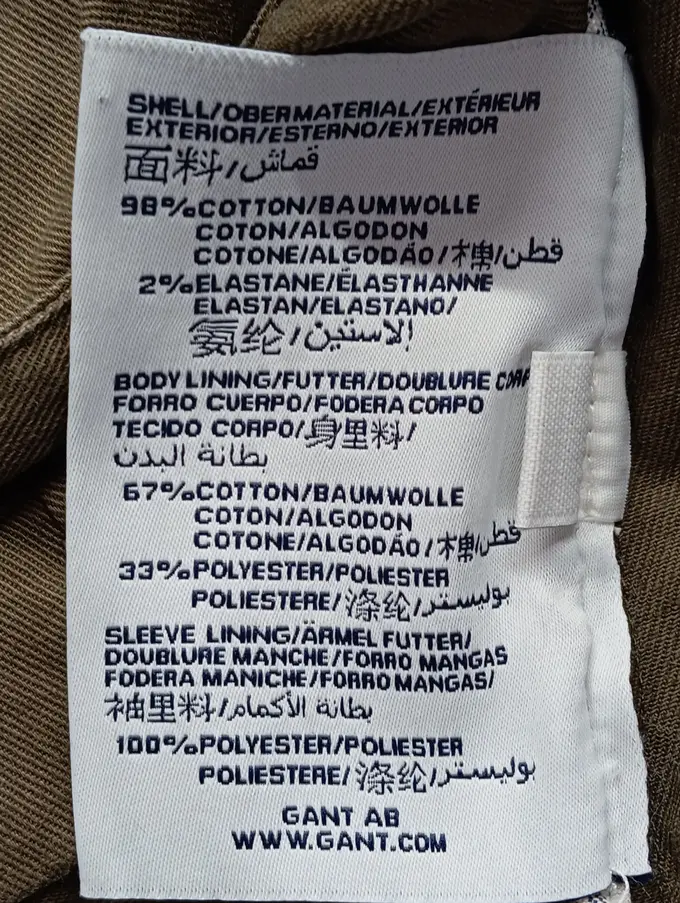 SHELL/OBERMATERIAL/EXTÉRIEUR
EXTERIOR/ESTERNO/EXTERIOR
面料/قماش
98%COTTON/BAUMWOLLE
COTON/ALGODON
COTONE/ALGODÃO/棉/قطن
2%ELASTANE/ÉLASTHANNE
ELASTAN/ELASTANO/
氨纶/الاستين
BODY LINING/FUTTER/DOUBLURE
FORRO CUERPO/FODERA CORPO
TECIDO CORPO/身里料/
بطانة البدن
67%COTTON/BAUMWOLLE
COTON/ALGODON
COTONE/ALGODÃO/棉/قطن
33%POLYESTER/POLIESTER
POLIESTERE/涤纶/بوليستر
SLEEVE LINING/ÄRMEL FUTTER/
DOUBLURE MANCHE/FORRO MANGAS
FODERA MANICHE/FORRO MANGAS/
袖里料/بطانة الأكمام
100%POLYESTER/POLIESTER
POLIESTERE/涤纶/بوليستر
GANT AB
WWW.GANT.COM